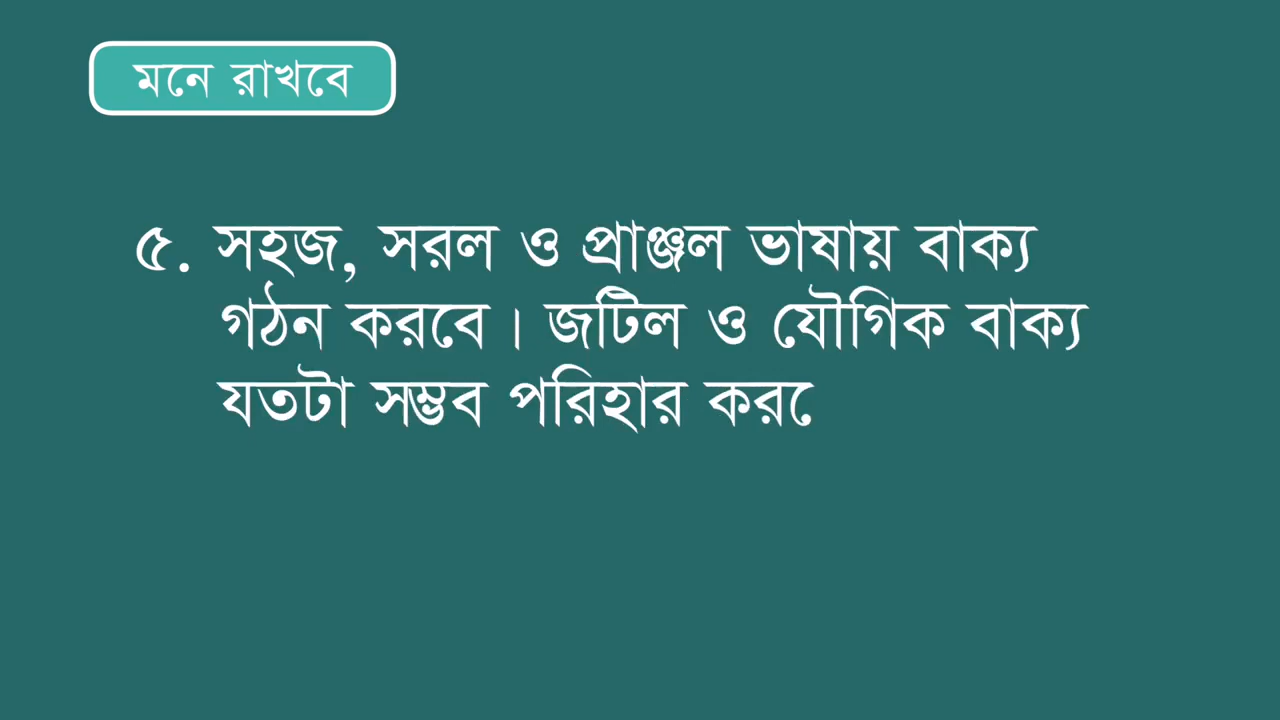 মনে রাখবে
৫. সহজ, সরল ও প্রাঞ্জল ভাষায় বাক্য
গঠন করবে। জটিল ও যৌগিক বাক্য
যতটা সম্ভব পরিহার করে